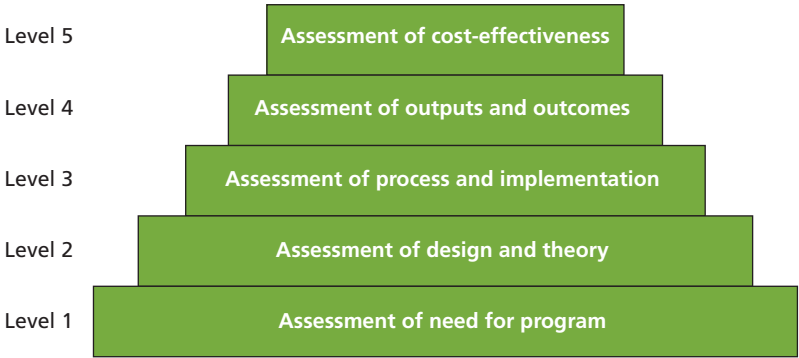 Level 5 Assessment of cost-effectiveness
Level 4 Assessment of outputs and outcomes
Level 3 Assessment of process and implementation
Level 2 Assessment of design and theory
Level 1 Assessment of need for program